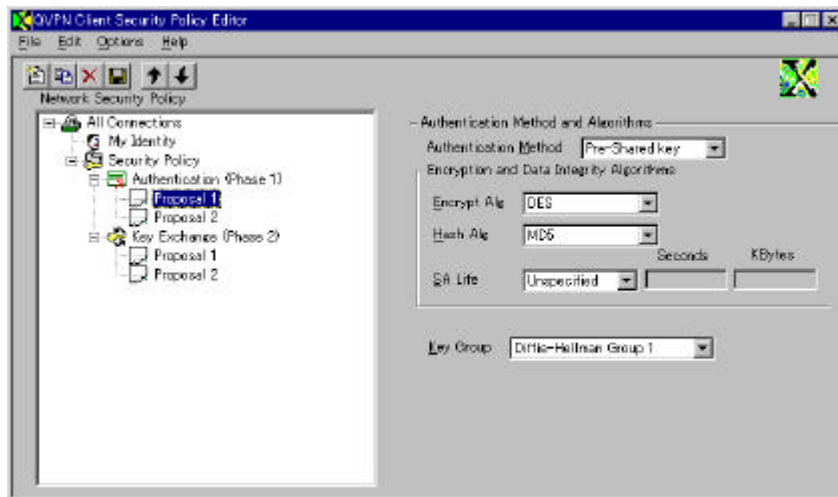 QVPN Client Security Policy Editor
File Edit Options Help
Network Security Policy
All Connections
My Identity
Security Policy
Authentication (Phase 1)
Proposal 1
Proposal 2
Key Exchange (Phase 2)
Proposal 1
Proposal 2
Authentication Method and Algorithms
Authentication Method Pre-Shared key
Encryption and Data Integrity Algorithms
Encrypt Alg DES
Hash Alg MD5
Seconds KBytes
SA Life Unspecified
Key Group Diffie-Hellman Group 1